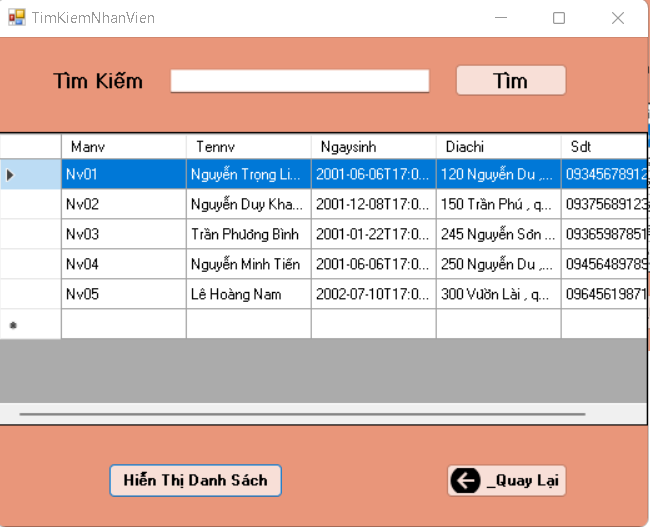 TimKiemNhanVien
Tìm Kiếm Tìm
Manv Tennv Ngaysinh Diachi Sdt
Nv01 Nguyễn Trọng Li... 2001-06-06T17:0... 120 Nguyễn Du ,... 09345678912
Nv02 Nguyễn Duy Kha... 2001-12-08T17:0... 150 Trần Phú , q... 09375689123
Nv03 Trần Phương Bình 2001-01-22T17:0... 245 Nguyễn Sơn ... 09365987851
Nv04 Nguyễn Minh Tiến 2001-06-06T17:0... 250 Nguyễn Du ,... 09456489789
Nv05 Lê Hoàng Nam 2002-07-10T17:0... 300 Vườn Lài , q... 09645619871
Hiển Thị Danh Sách _Quay Lại